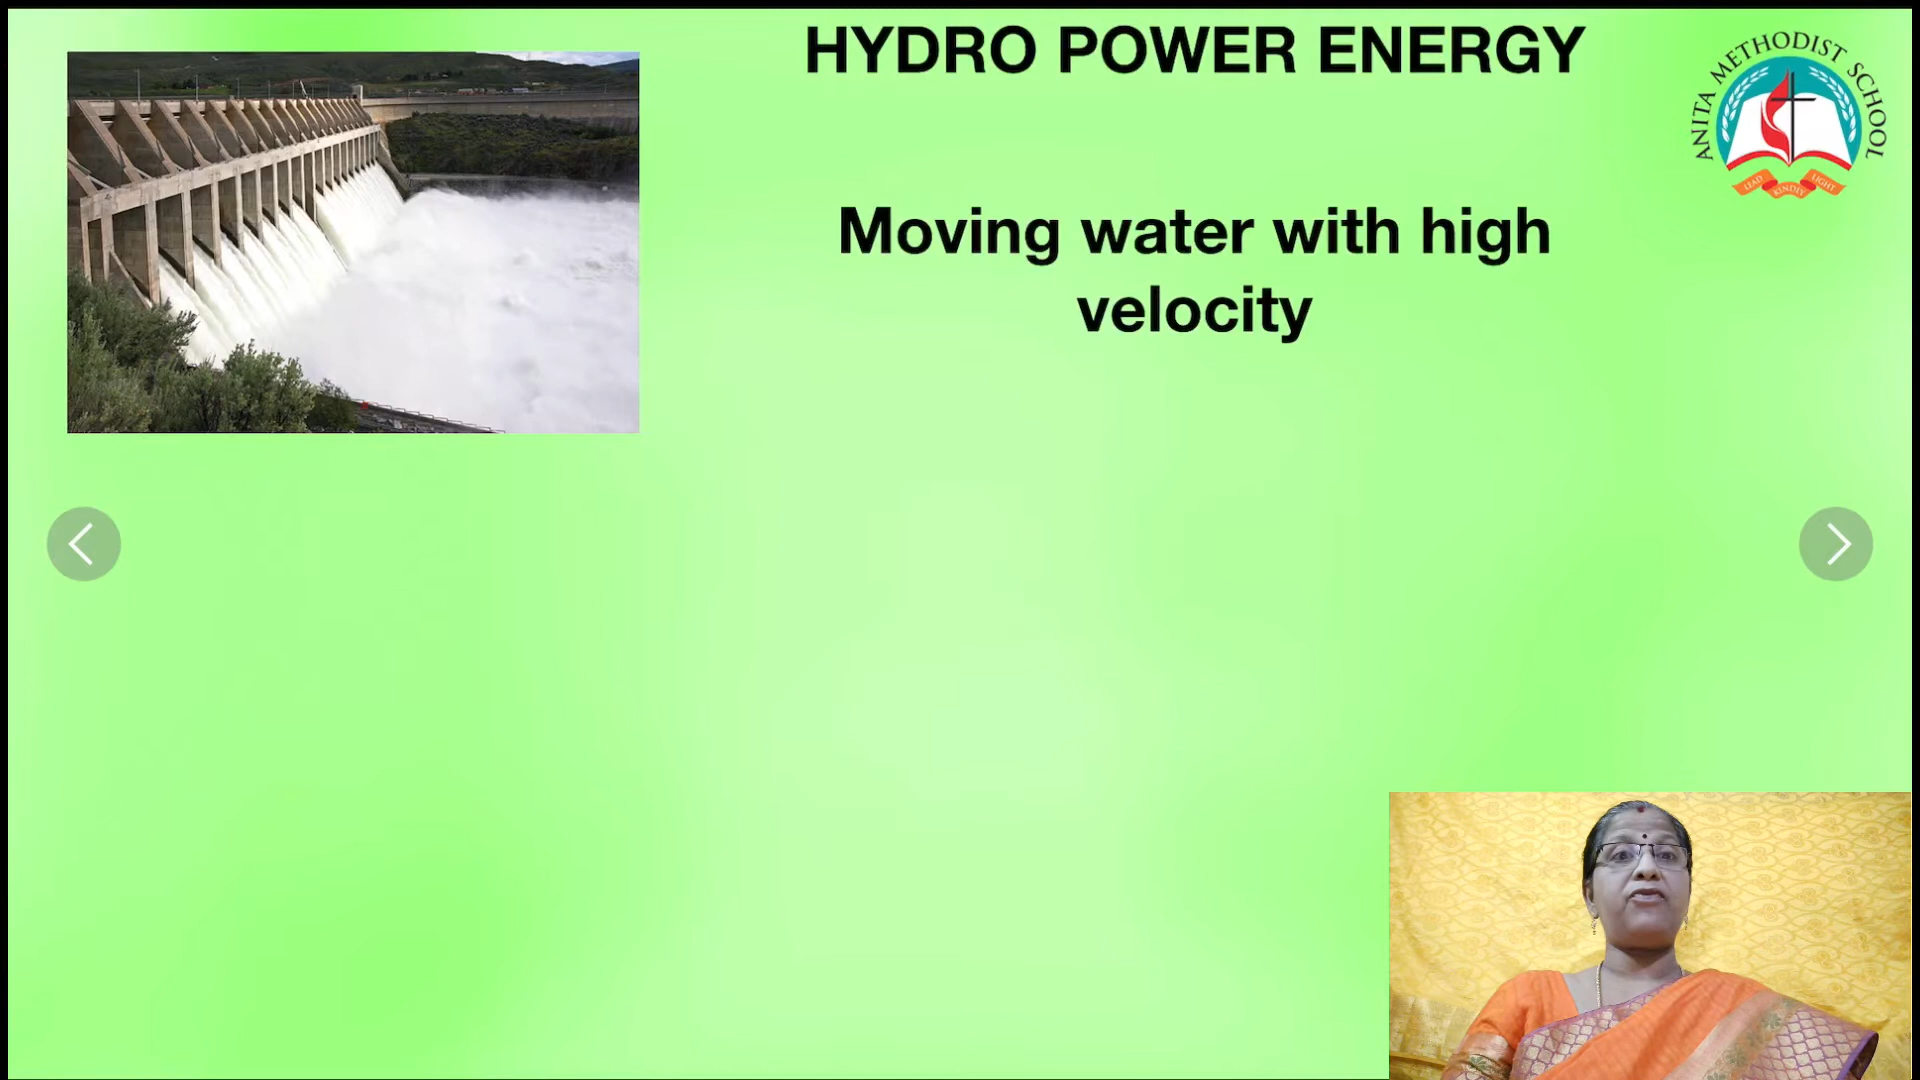 HYDRO POWER ENERGY
ANITA METHODIST SCHOOL
LEAD KINDLY LIGHT
Moving water with high
velocity